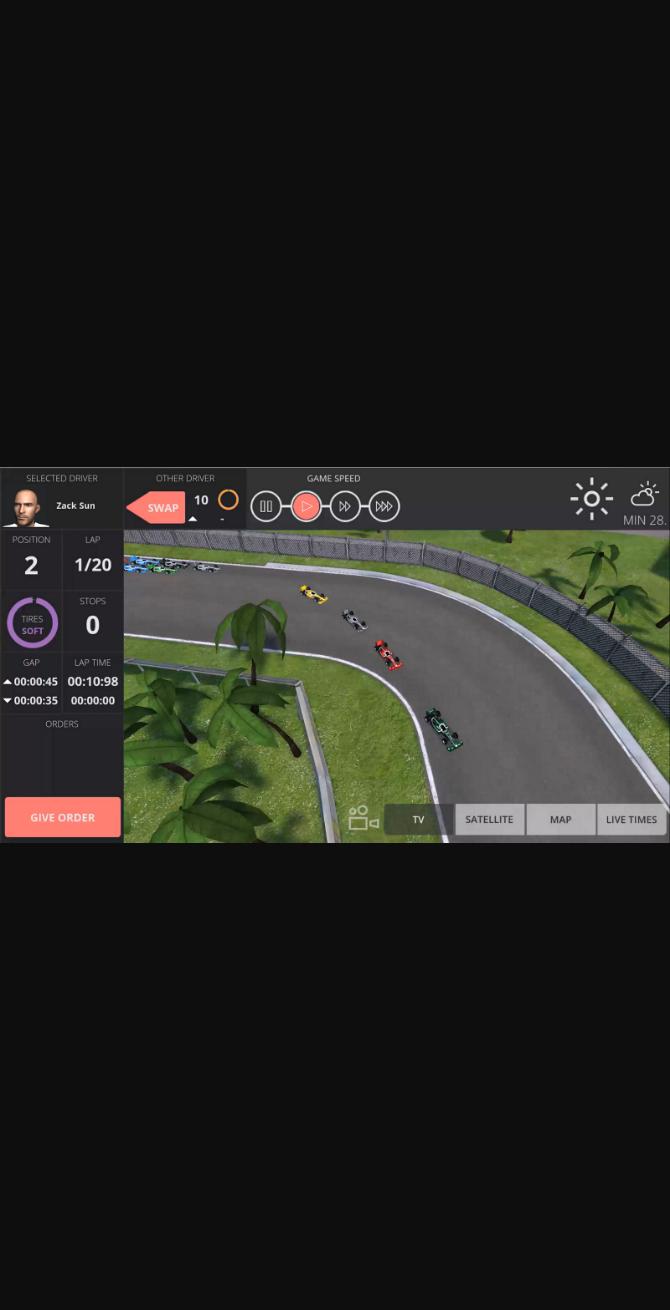 SELECTED DRIVER
Zack Sun
OTHER DRIVER
SWAP
10
-
GAME SPEED
MIN 28.
POSITION
2
LAP
1/20
TIRES
SOFT
STOPS
0
GAP
00:00:45
00:00:35
LAP TIME
00:10:98
00:00:00
ORDERS
GIVE ORDER
TV
SATELLITE
MAP
LIVE TIMES